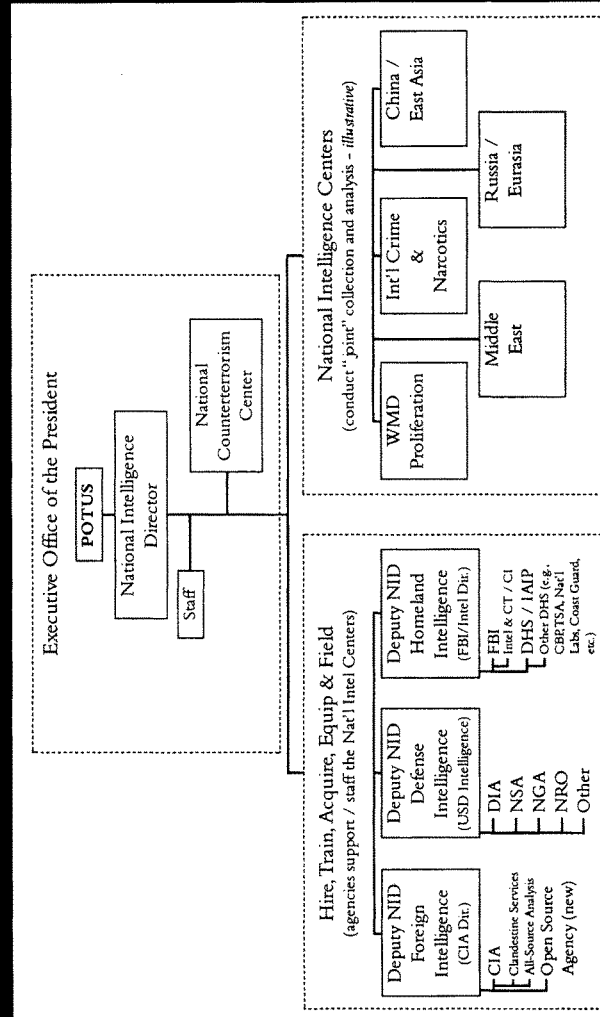 Executive Office of the President
POTUS
National Intelligence
Director
Staff
National
Counterterrorism
Center
Hire, Train, Acquire, Equip & Field
(agencies support / staff the Nat'l Intel Centers)
Deputy NID
Foreign
Intelligence
(CIA Dir.)
CIA
Clandestine Services
All-Source Analysis
Open Source
Agency (new)
Deputy NID
Defense
Intelligence
(USD Intelligence)
DIA
NSA
NGA
NRO
Other
Deputy NID
Homeland
Intelligence
(FBI/Intel Dir.)
FBI
Intel & CT / CI
DHS / IAIP
Other DHS (e.g.,
CBP, TSA, Nat'l
Labs, Coast Guard,
etc.)
National Intelligence Centers
(conduct "joint" collection and analysis – illustrative)
WMD
Proliferation
Int'l Crime
&
Narcotics
China /
East Asia
Middle
East
Russia /
Eurasia